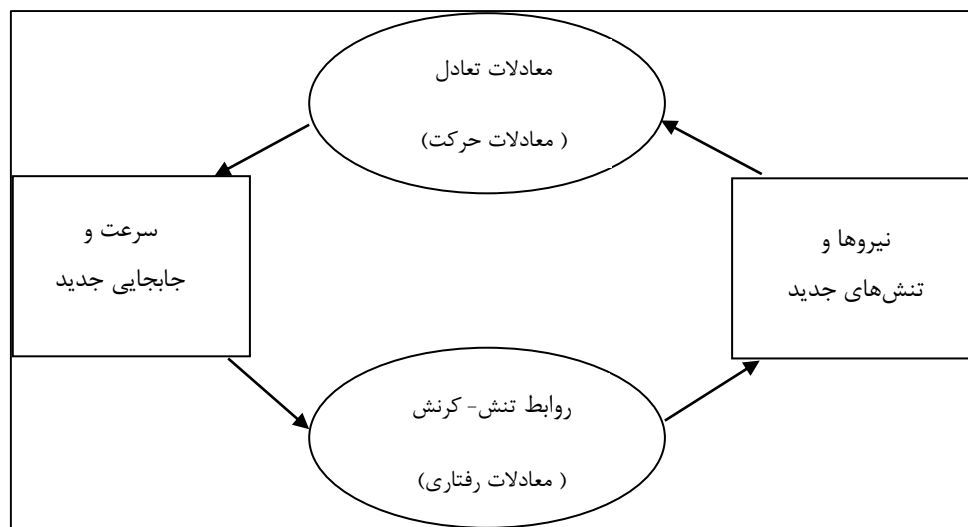 معادلات تعادل
( معادلات حرکت)
نیروها و
تنش‌های جدید
سرعت و
جابجایی جدید
روابط تنش- کرنش
( معادلات رفتاری)